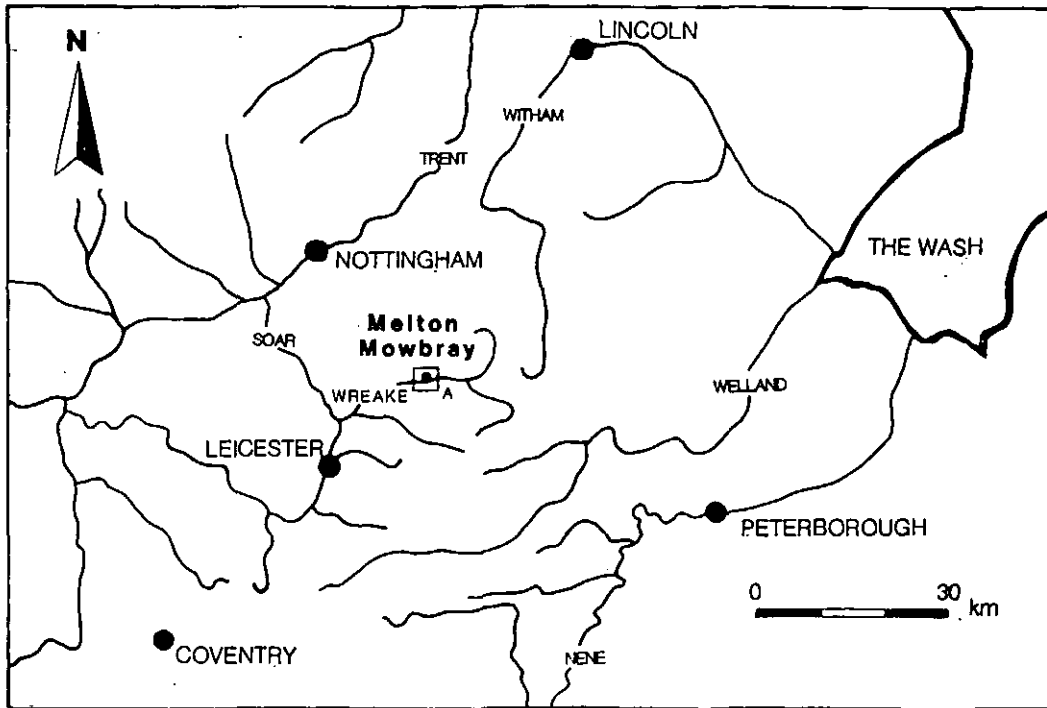 N
LINCOLN
WITHAM
TRENT
NOTTINGHAM
THE WASH
SOAR
Melton
Mowbray
WREAKE
A
WELLAND
LEICESTER
PETERBOROUGH
0 30
km
COVENTRY
NENE